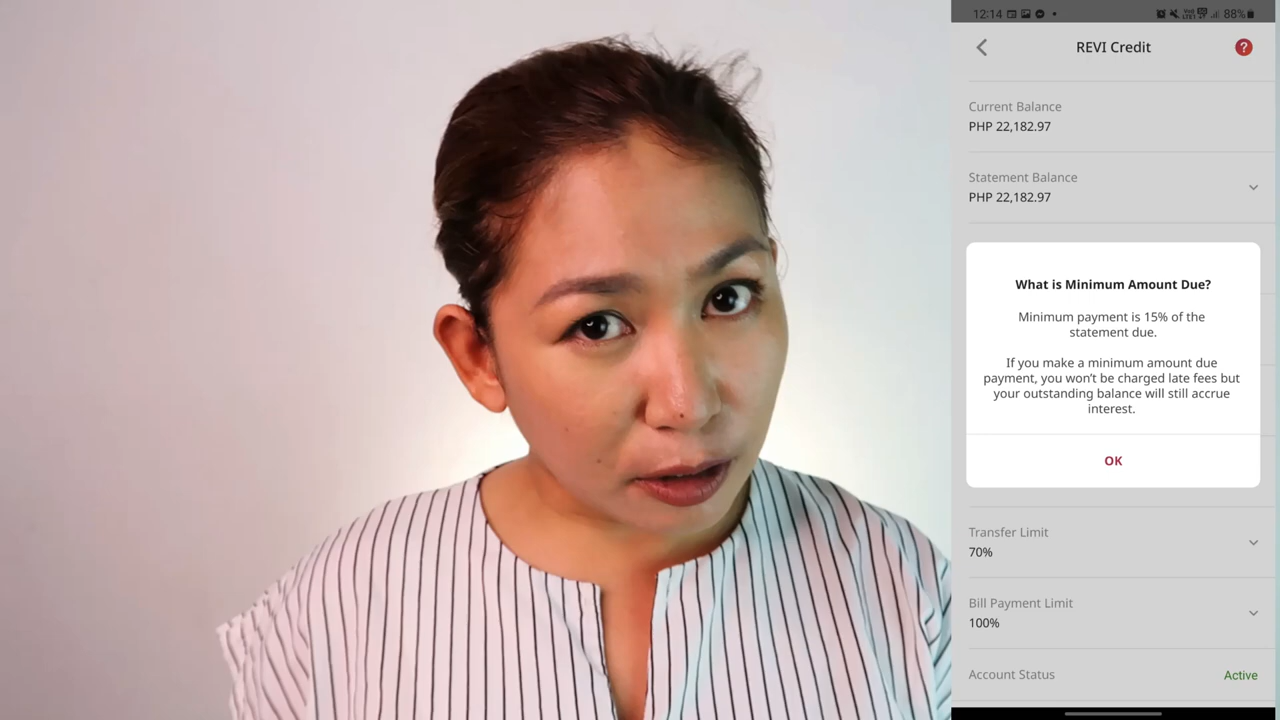 12:14
88%
REVI Credit
?
Current Balance
PHP 22,182.97
Statement Balance
PHP 22,182.97
What is Minimum Amount Due?
Minimum payment is 15% of the
statement due.
If you make a minimum amount due
payment, you won't be charged late fees but
your outstanding balance will still accrue
interest.
OK
Transfer Limit
70%
Bill Payment Limit
100%
Account Status
Active